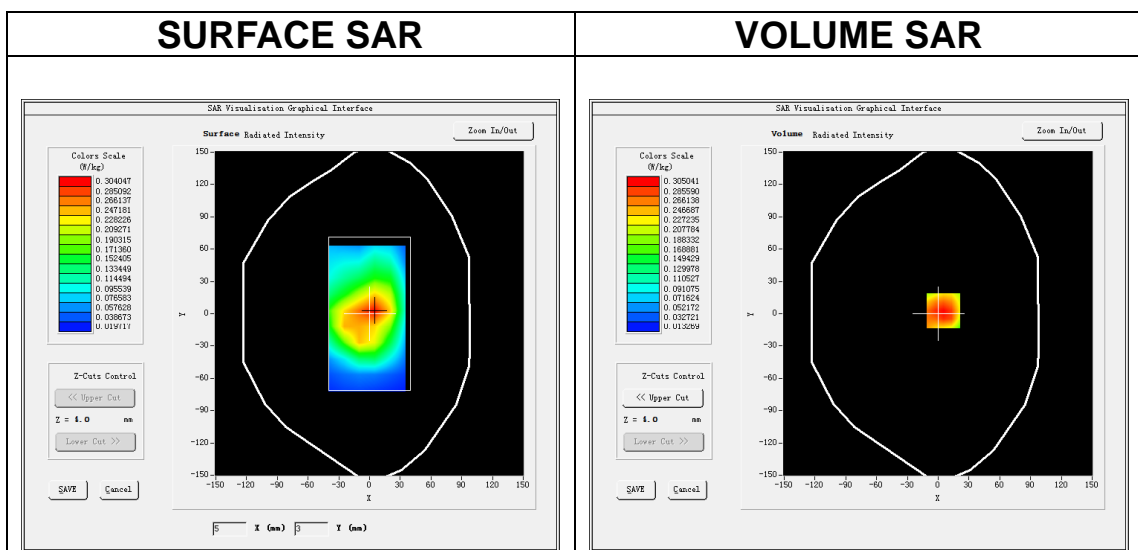 SURFACE SAR
VOLUME SAR
SAR Visualisation Graphical Interface
Surface Radiated Intensity
Zoom In/Out
Colors Scale
(W/kg)
0.304047
0.285092
0.266137
0.247181
0.228226
0.209271
0.190315
0.171360
0.152405
0.133449
0.114494
0.095539
0.076583
0.057628
0.038673
0.019717
150
120
90
60
30
0
-30
-60
-90
-120
-150
Y
-150 -120 -90 -60 -30 0 30 60 90 120 150
X
Z-Cuts Control
<< Upper Cut
Z = 4.0 mm
Lower Cut >>
SAVE Cancel
5 X (mm) 3 Y (mm)
SAR Visualisation Graphical Interface
Volume Radiated Intensity
Zoom In/Out
Colors Scale
(W/kg)
0.305041
0.285590
0.266138
0.246687
0.227235
0.207784
0.188332
0.168881
0.149429
0.129978
0.110527
0.091075
0.071624
0.052172
0.032721
0.013269
150
120
90
60
30
0
-30
-60
-90
-120
-150
Y
-150 -120 -90 -60 -30 0 30 60 90 120 150
X
Z-Cuts Control
<< Upper Cut
Z = 4.0 mm
Lower Cut >>
SAVE Cancel